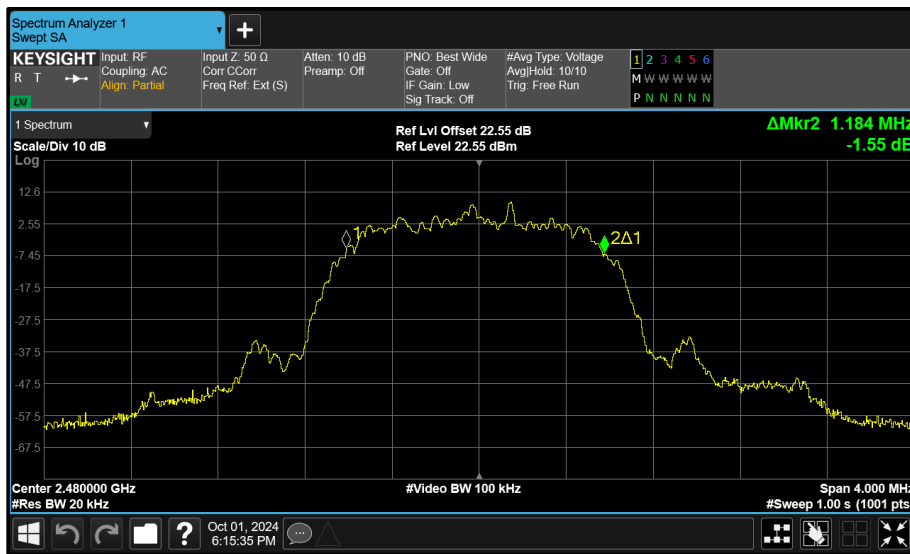 Spectrum Analyzer 1
Swept SA
+
KEYSIGHT
R T
LXI
Input: RF
Coupling: AC
Align: Partial
Input Z: 50 Ω
Corr CCorr
Freq Ref: Ext (S)
Atten: 10 dB
Preamp: Off
PNO: Best Wide
Gate: Off
IF Gain: Low
Sig Track: Off
#Avg Type: Voltage
Avg|Hold: 10/10
Trig: Free Run
1 2 3 4 5 6
M W W W W W
P N N N N N
1 Spectrum
Scale/Div 10 dB
Ref Lvl Offset 22.55 dB
Ref Level 22.55 dBm
ΔMkr2 1.184 MHz
-1.55 dB
Log
12.6
2.55
-7.45
-17.5
-27.5
-37.5
-47.5
-57.5
-67.5
1
2Δ1
Center 2.480000 GHz
#Video BW 100 kHz
Span 4.000 MHz
#Res BW 20 kHz
#Sweep 1.00 s (1001 pts
?
Oct 01, 2024
6:15:35 PM